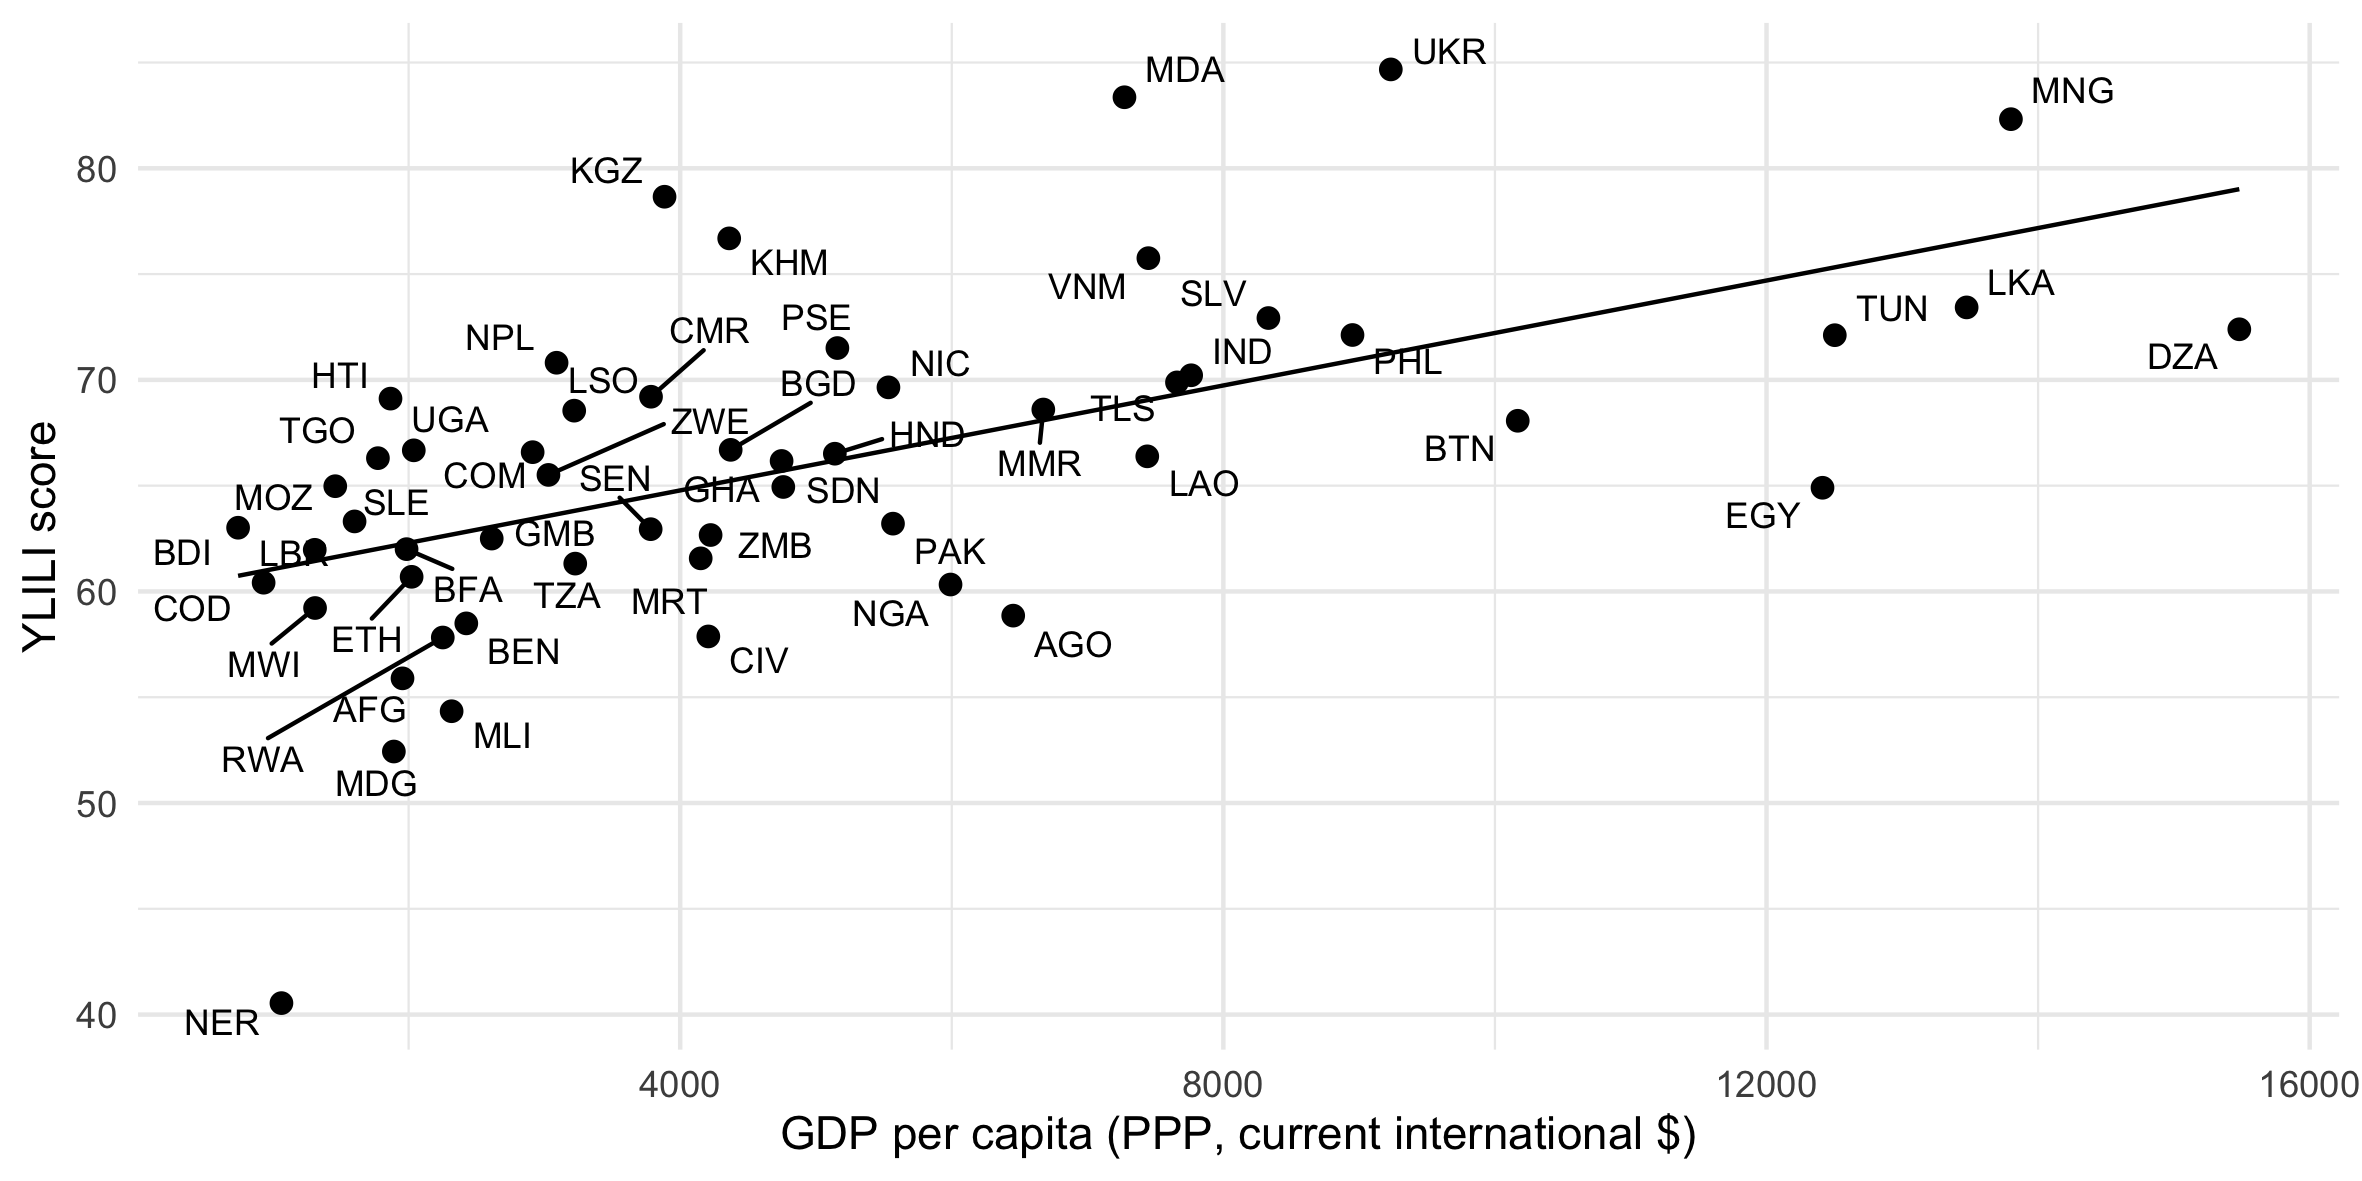 UKR
MDA
MNG
80
KGZ
KHM
VNM
LKA
SLV
TUN
PSE
CMR
NPL
IND
DZA
PHL
NIC
HTI
LSO
70
BGD
TLS
UGA
ZWE
TGO
HND
BTN
MMR
COM
SEN
LAO
GHA
SDN
MOZ
SLE
EGY
GMB
ZMB
PAK
BDI
LBR
BFA
60
TZA
MRT
COD
NGA
ETH
AGO
BEN
CIV
MWI
AFG
MLI
RWA
MDG
50
40
NER
YLILI score
4000
8000
12000
16000
GDP per capita (PPP, current international $)